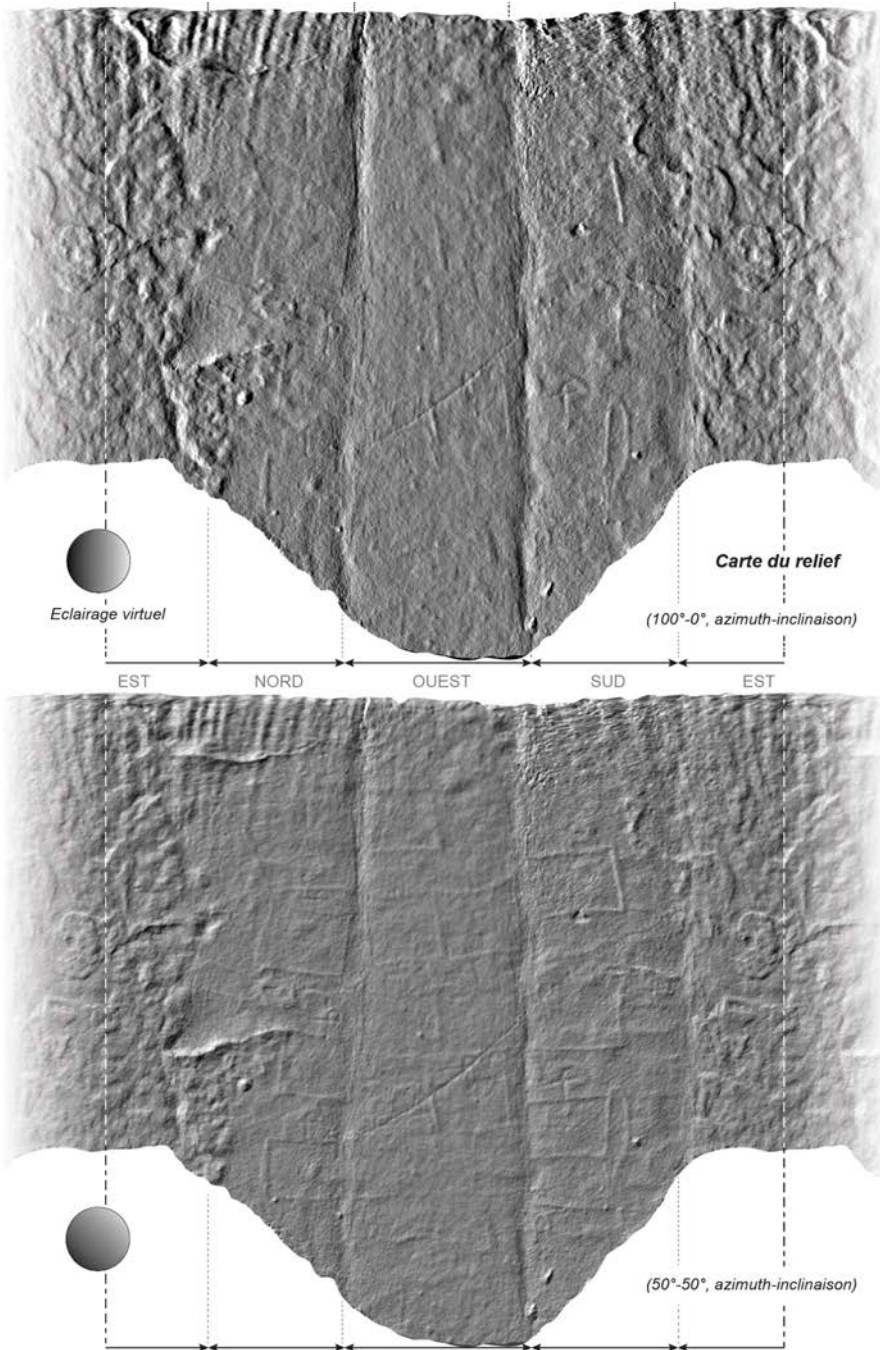 Carte du relief
Eclairage virtuel
(100°-0°, azimuth-inclinaison)
EST NORD OUEST SUD EST
(50°-50°, azimuth-inclinaison)